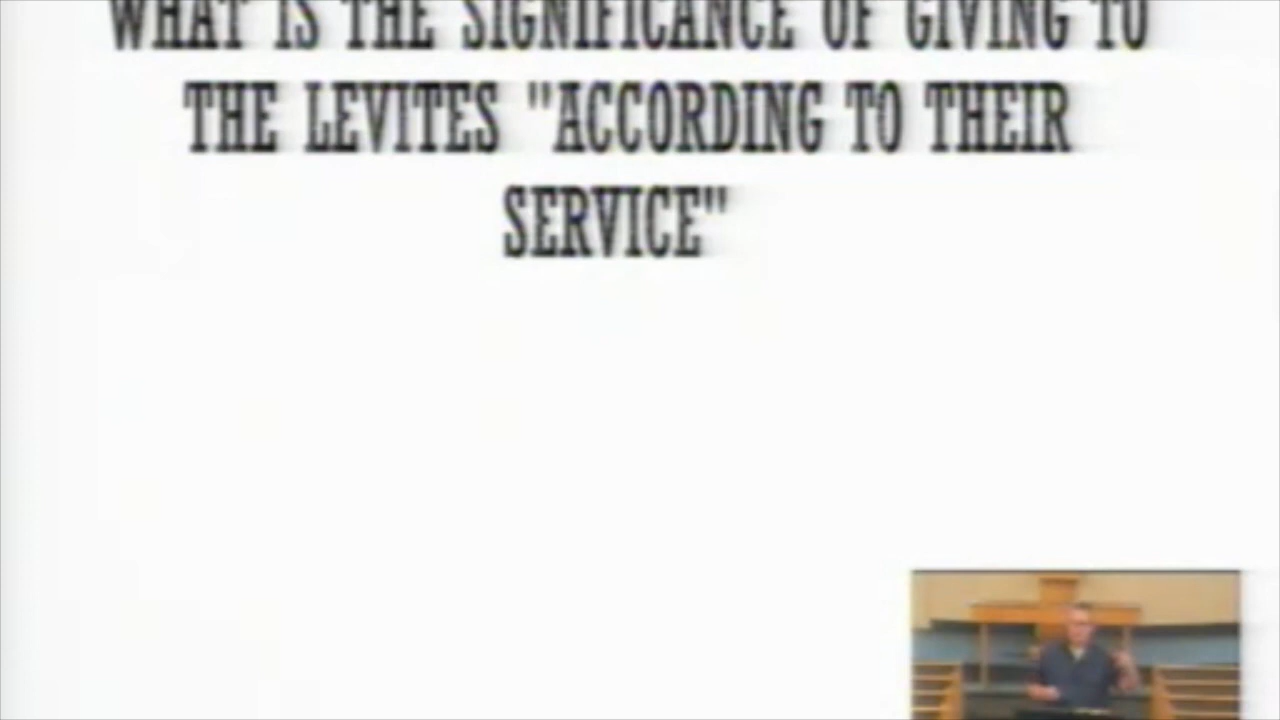 WHAT IS THE SIGNIFICANCE OF GIVING TO
THE LEVITES "ACCORDING TO THEIR
SERVICE"